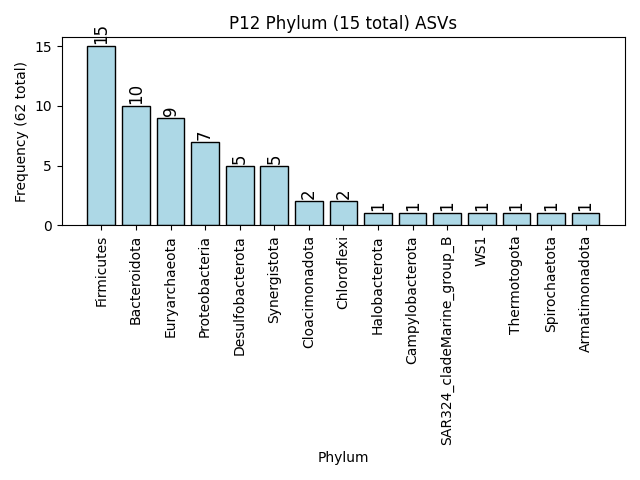 P12 Phylum (15 total) ASVs
Frequency (62 total)
15
10
5
0
15
10
9
7
5
5
2
2
1
1
1
1
1
1
1
Firmicutes
Bacteroidota
Euryarchaeota
Proteobacteria
Desulfobacterota
Synergistota
Cloacimonadota
Chloroflexi
Halobacterota
Campylobacterota
SAR324_cladeMarine_group_B
WS1
Thermotogota
Spirochaetota
Armatimonadota
Phylum